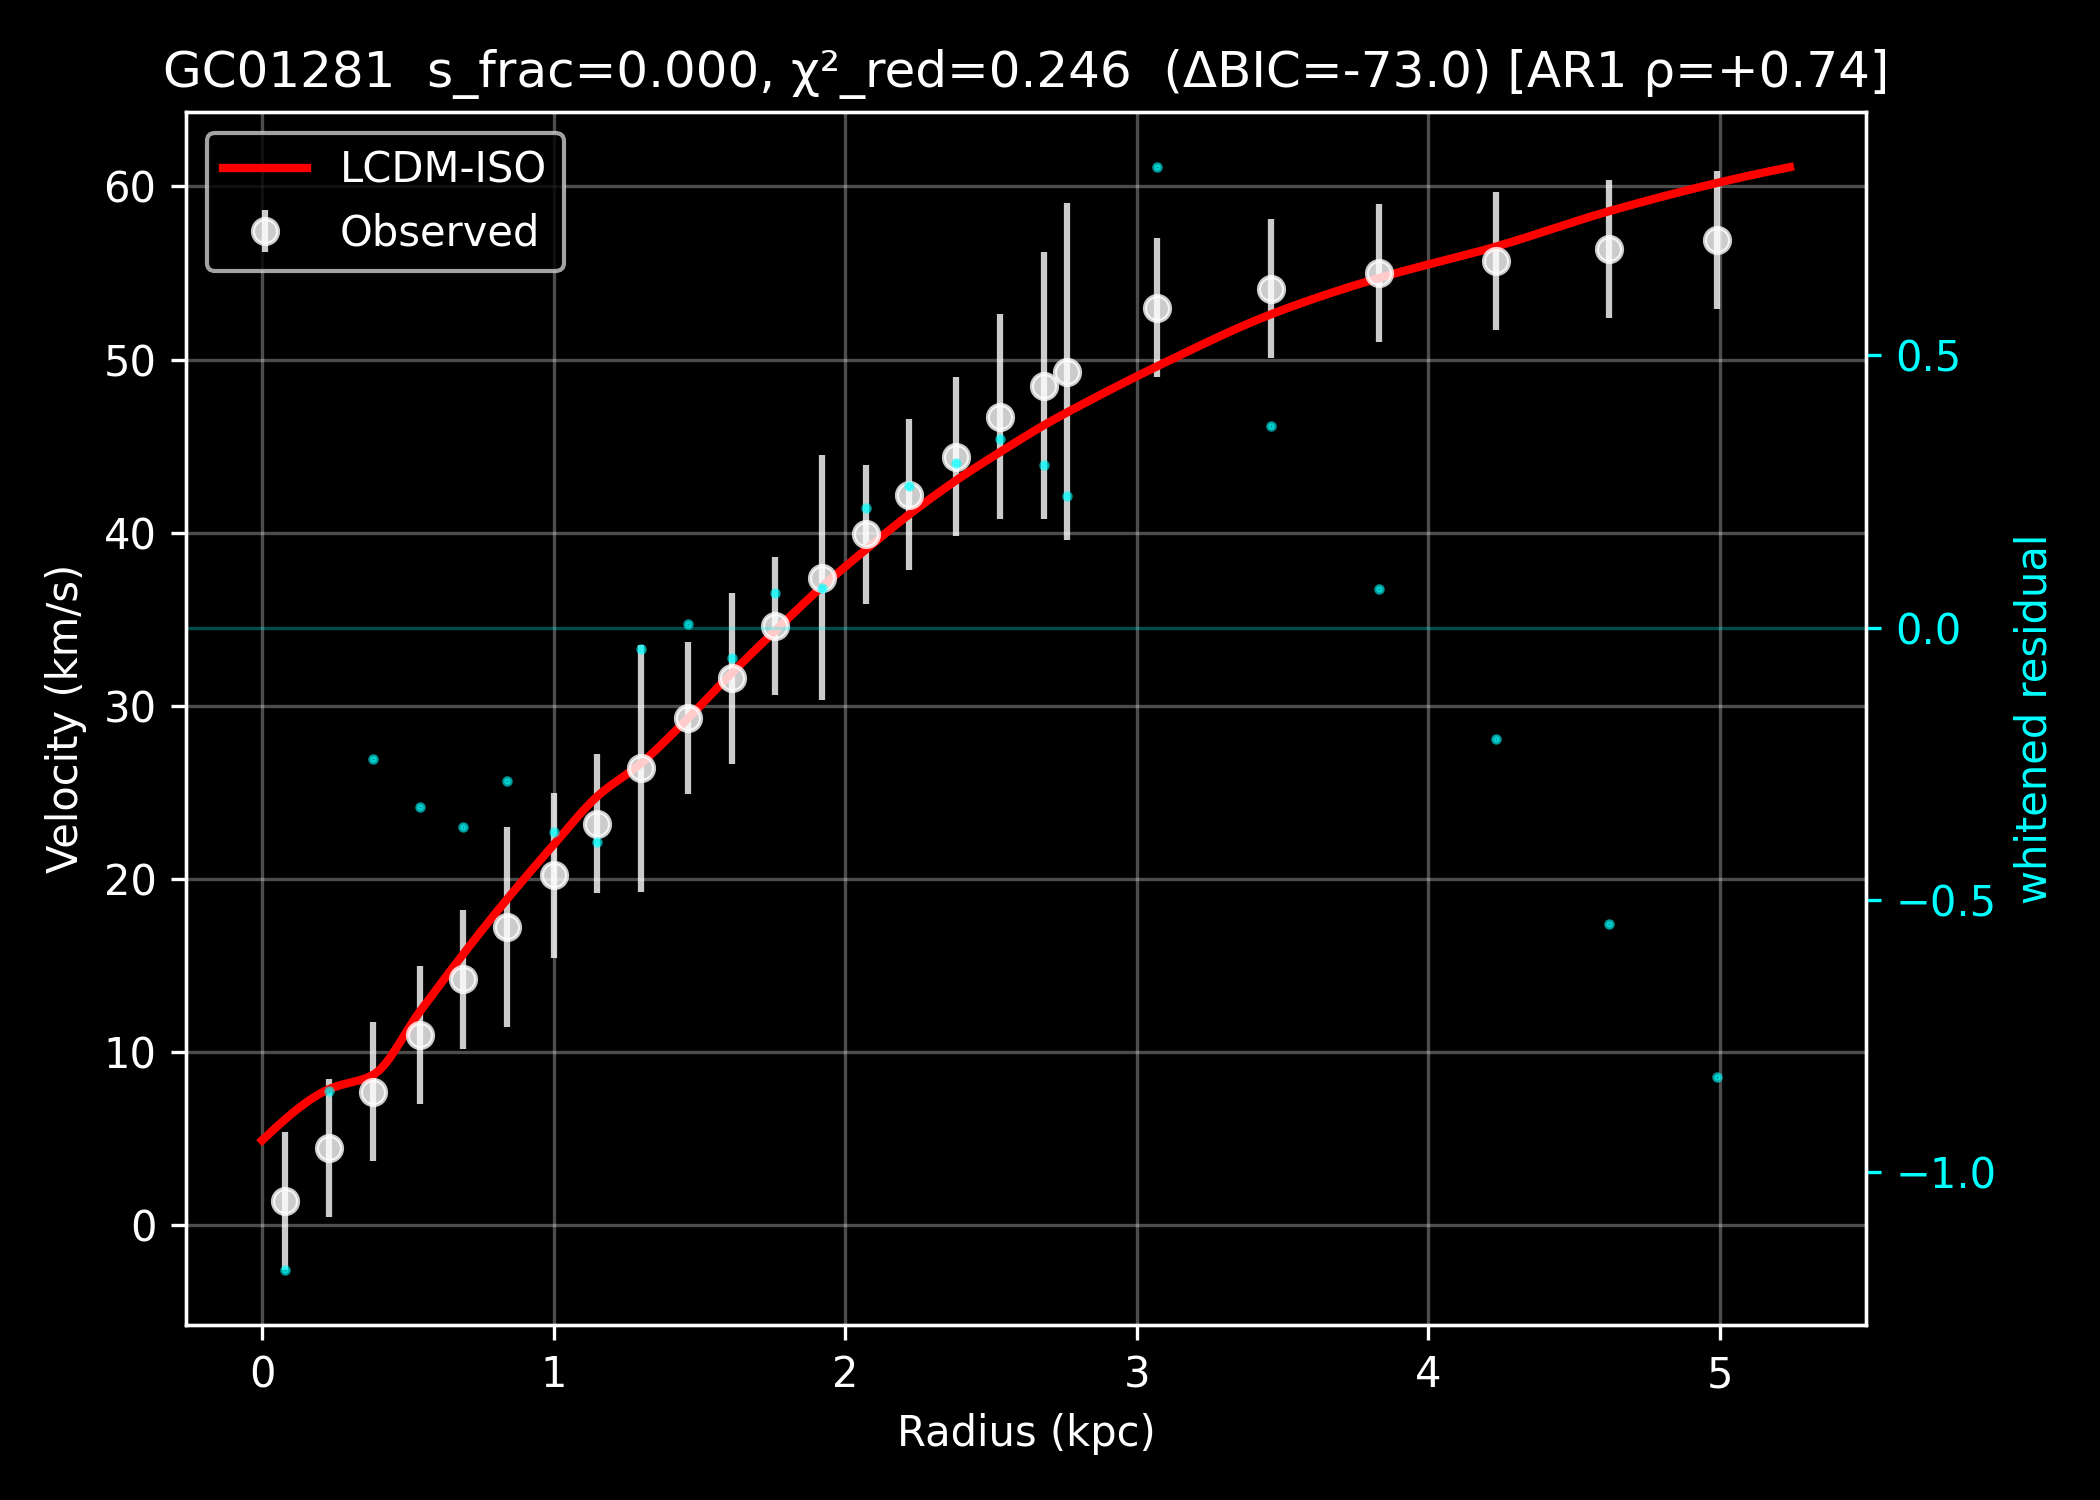 GC01281  s_frac=0.000, χ²_red=0.246  (ΔBIC=-73.0) [AR1 ρ=+0.74]
LCDM-ISO
Observed
60
50
40
30
20
10
0
Velocity (km/s)
0.5
0.0
−0.5
−1.0
whitened residual
0 1 2 3 4 5
Radius (kpc)